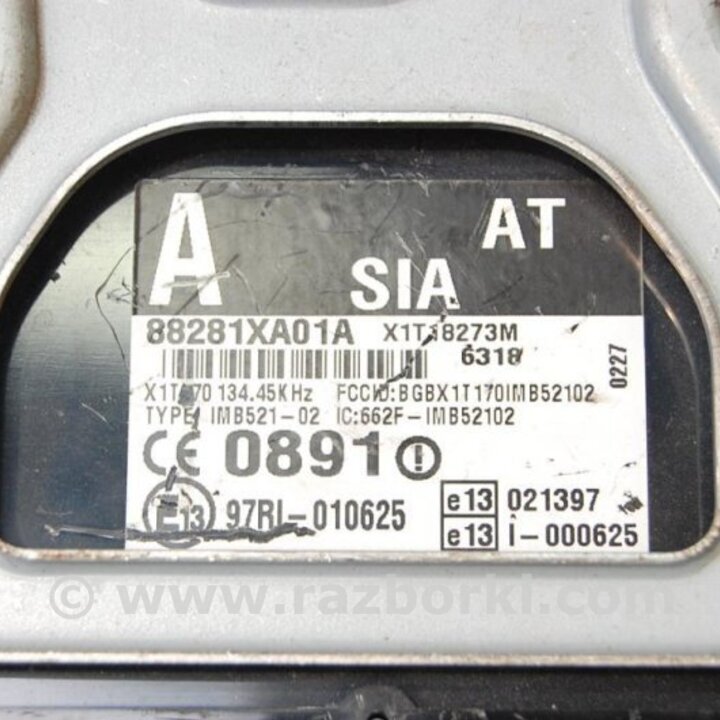 A
AT
SIA
88281XA01A X1T18273M
6318
0227
134.45KHz FCCID:BGBX1T170IMB52102
TYPE IMB521-02 IC:662F-IMB52102
CE 0891
E13 97RI-010625
e13 021397
e13 I-000625
© www.razborki.com